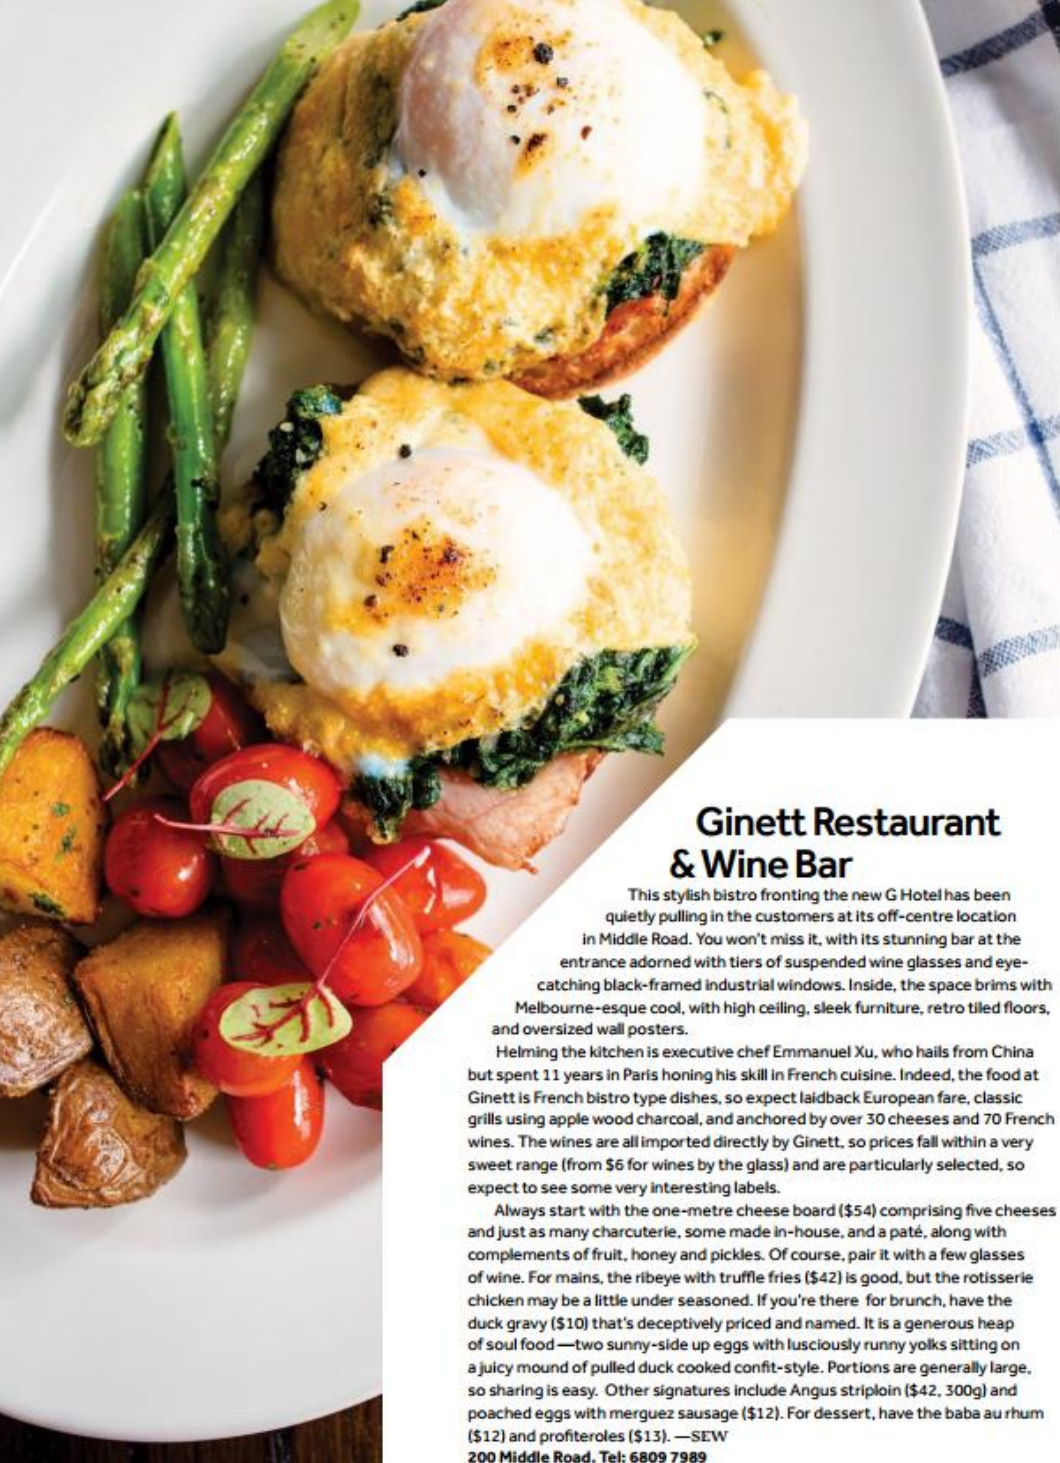 Ginett Restaurant
& Wine Bar
This stylish bistro fronting the new G Hotel has been
quietly pulling in the customers at its off-centre location
in Middle Road. You won't miss it, with its stunning bar at the
entrance adorned with tiers of suspended wine glasses and eye-
catching black-framed industrial windows. Inside, the space brims with
Melbourne-esque cool, with high ceiling, sleek furniture, retro tiled floors,
and oversized wall posters.
Helming the kitchen is executive chef Emmanuel Xu, who hails from China
but spent 11 years in Paris honing his skill in French cuisine. Indeed, the food at
Ginett is French bistro type dishes, so expect laidback European fare, classic
grills using apple wood charcoal, and anchored by over 30 cheeses and 70 French
wines. The wines are all imported directly by Ginett, so prices fall within a very
sweet range (from $6 for wines by the glass) and are particularly selected, so
expect to see some very interesting labels.
Always start with the one-metre cheese board ($54) comprising five cheeses
and just as many charcuterie, some made in-house, and a paté, along with
complements of fruit, honey and pickles. Of course, pair it with a few glasses
of wine. For mains, the ribeye with truffle fries ($42) is good, but the rotisserie
chicken may be a little under seasoned. If you're there for brunch, have the
duck gravy ($10) that's deceptively priced and named. It is a generous heap
of soul food—two sunny-side up eggs with lusciously runny yolks sitting on
a juicy mound of pulled duck cooked confit-style. Portions are generally large,
so sharing is easy. Other signatures include Angus striploin ($42, 300g) and
poached eggs with merguez sausage ($12). For dessert, have the baba au rhum
($12) and profiteroles ($13). —SEW
200 Middle Road. Tel: 6809 7989